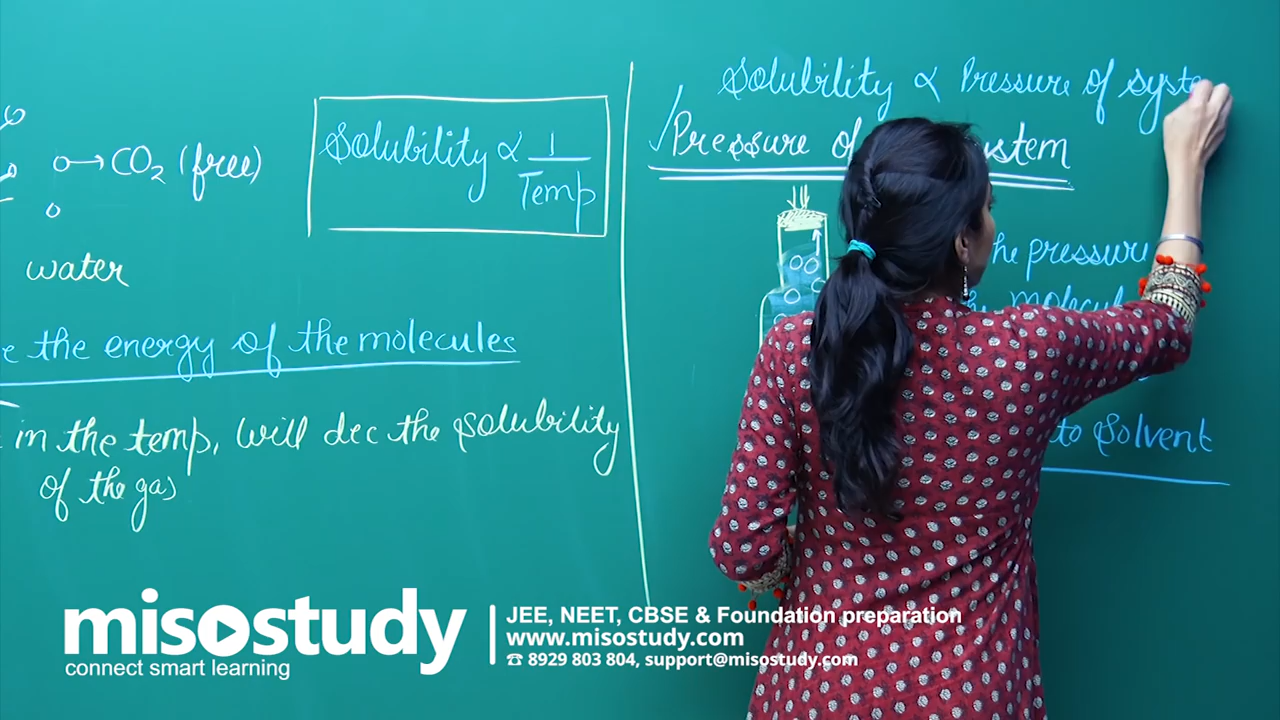 CO₂ (free)
water
e the energy of the molecules
in the temp, will dec the solubility
of the gas
Solubility ∝ 1
Temp
Solubility ∝ Pressure of syste
✓Pressure of stem
he pressure
the molecul
to Solvent
misostudy
connect smart learning
JEE, NEET, CBSE & Foundation preparation
www.misostudy.com
☎ 8929 803 804, support@misostudy.com